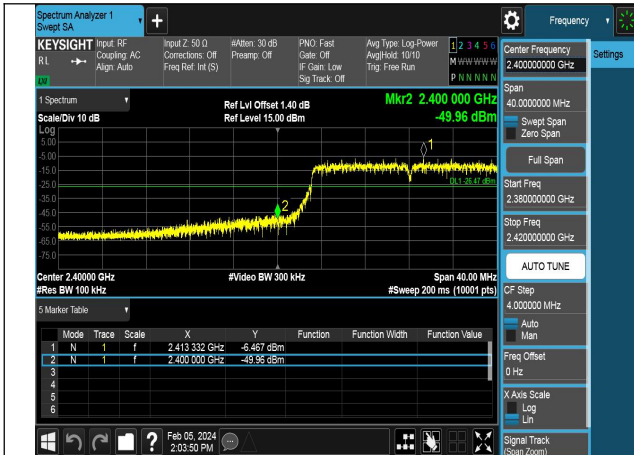 Spectrum Analyzer 1
Swept SA
+
Frequency
KEYSIGHT
RL
Input: RF
Coupling: AC
Align: Auto
Input Z: 50 Ω
Corrections: Off
Freq Ref: Int (S)
#Atten: 30 dB
Preamp: Off
PNO: Fast
Gate: Off
IF Gain: Low
Sig Track: Off
Avg Type: Log-Power
Avg|Hold: 10/10
Trig: Free Run
1 2 3 4 5 6
M W W W W W
P N N N N N
Settings
Center Frequency
2.400000000 GHz
Span
40.0000000 MHz
Swept Span
Zero Span
Full Span
Start Freq
2.380000000 GHz
Stop Freq
2.420000000 GHz
AUTO TUNE
CF Step
4.000000 MHz
Auto
Man
Freq Offset
0 Hz
X Axis Scale
Log
Lin
Signal Track
(Span Zoom)
1 Spectrum
Scale/Div 10 dB
Ref Lvl Offset 1.40 dB
Ref Level 15.00 dBm
Mkr2 2.400 000 GHz
-49.96 dBm
Log
5.00
-5.00
-15.0
-25.0
-35.0
-45.0
-55.0
-65.0
-75.0
1
2
DL1 -26.47 dBm
Center 2.40000 GHz
#Res BW 100 kHz
#Video BW 300 kHz
Span 40.00 MHz
#Sweep 200 ms (10001 pts)
5 Marker Table
Mode Trace Scale X Y Function Function Width Function Value
1 N 1 f 2.413 332 GHz -6.467 dBm
2 N 1 f 2.400 000 GHz -49.96 dBm
3
4
5
6
?
Feb 05, 2024
2:03:50 PM